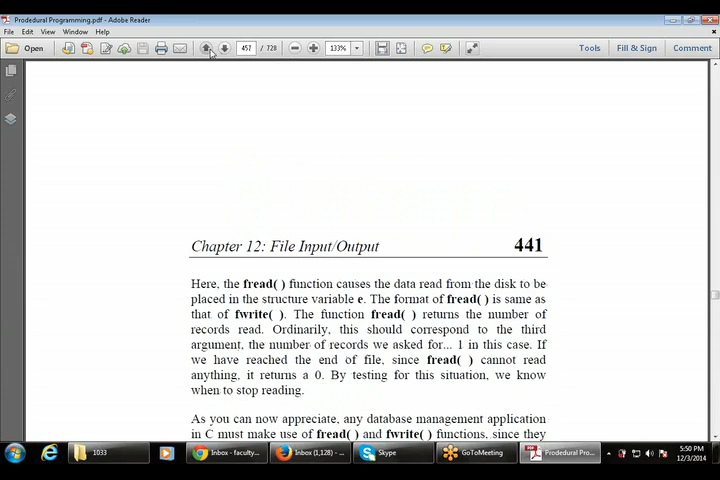 Prodedural Programming.pdf - Adobe Reader
File Edit View Window Help
Open 457 / 728 133% Tools Fill & Sign Comment
Chapter 12: File Input/Output 441
Here, the fread( ) function causes the data read from the disk to be
placed in the structure variable e. The format of fread( ) is same as
that of fwrite( ). The function fread( ) returns the number of
records read. Ordinarily, this should correspond to the third
argument, the number of records we asked for... 1 in this case. If
we have reached the end of file, since fread( ) cannot read
anything, it returns a 0. By testing for this situation, we know
when to stop reading.
As you can now appreciate, any database management application
in C must make use of fread( ) and fwrite( ) functions, since they
1033 Inbox - faculty... Inbox (1,128) - ... Skype GoToMeeting Prodedural Pro... 5:50 PM
12/3/2014